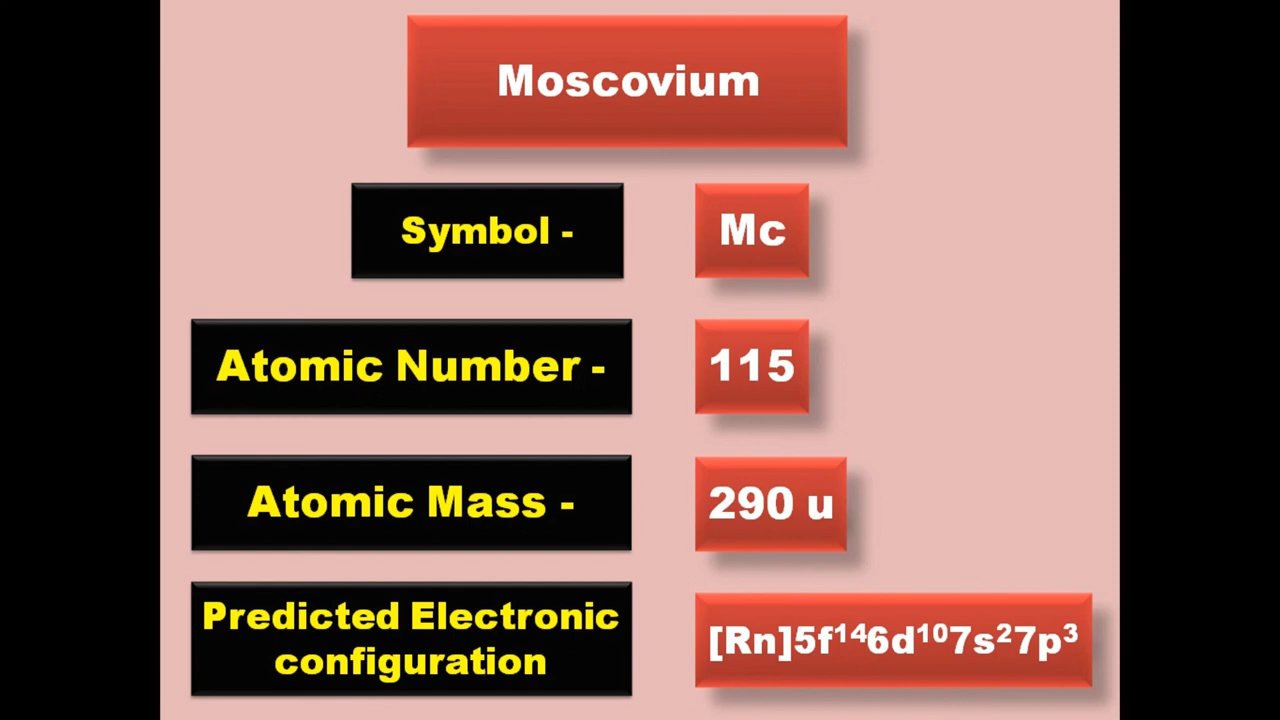 Moscovium
Symbol - Mc
Atomic Number - 115
Atomic Mass - 290 u
Predicted Electronic
configuration
[Rn]5f¹⁴6d¹⁰7s²7p³